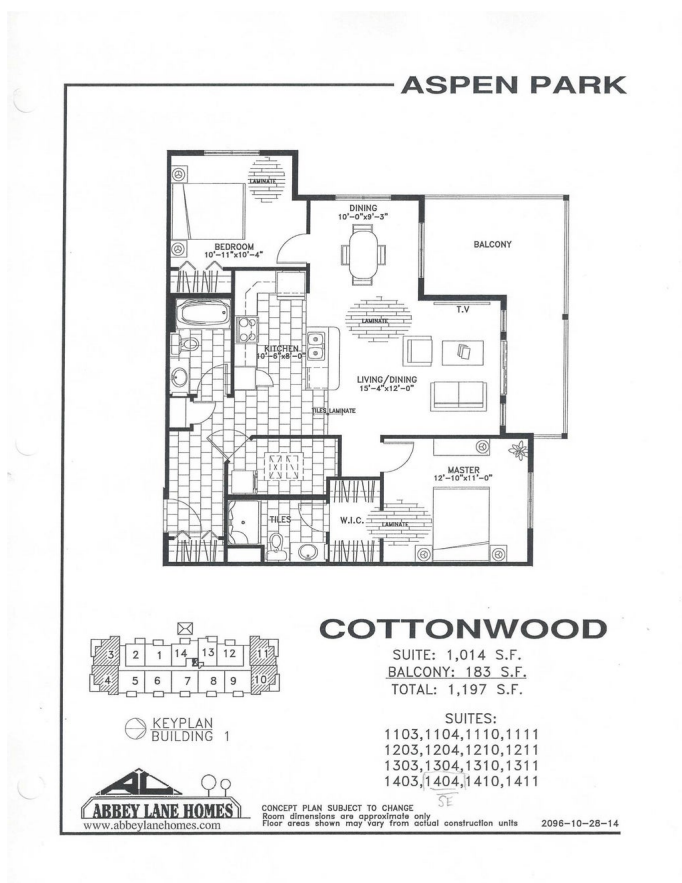 ASPEN PARK
LAMINATE
BEDROOM
10'-11"x10'-4"
DINING
10'-0"x9'-3"
BALCONY
T.V
LAMINATE
KITCHEN
10'-6"x8'-0"
LIVING/DINING
15'-4"x12'-0"
TILES LAMINATE
MASTER
12'-10"x11'-0"
TILES
W.I.C.
LAMINATE
COTTONWOOD
SUITE: 1,014 S.F.
BALCONY: 183 S.F.
TOTAL: 1,197 S.F.
3 2 1 14 13 12 11
4 5 6 7 8 9 10
KEYPLAN
BUILDING 1
SUITES:
1103,1104,1110,1111
1203,1204,1210,1211
1303,1304,1310,1311
1403,1404,1410,1411
SE
AL
ABBEY LANE HOMES
www.abbeylanehomes.com
CONCEPT PLAN SUBJECT TO CHANGE
Room dimensions are approximate only
Floor areas shown may vary from actual construction units
2096-10-28-14